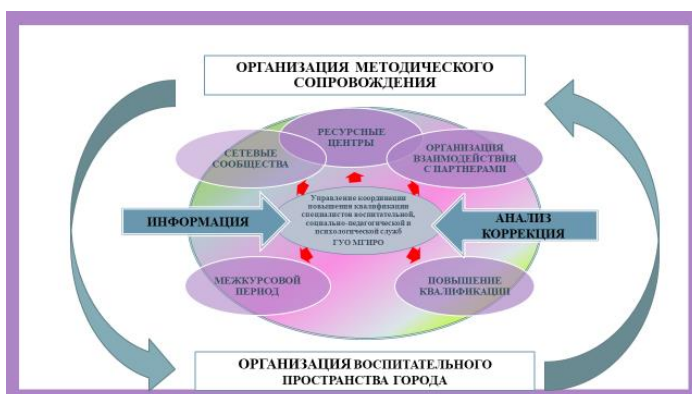 ОРГАНИЗАЦИЯ МЕТОДИЧЕСКОГО
СОПРОВОЖДЕНИЯ
РЕСУРСНЫЕ
ЦЕНТРЫ
СЕТЕВЫЕ
СООБЩЕСТВА
ОРГАНИЗАЦИЯ
ВЗАИМОДЕЙСТВИЯ
С ПАРТНЕРАМИ
Управление координации
повышения квалификации
специалистов воспитательной,
социально-педагогической и
психологической служб
ГУО МГИРО
ИНФОРМАЦИЯ
АНАЛИЗ
КОРРЕКЦИЯ
МЕЖКУРСОВОЙ
ПЕРИОД
ПОВЫШЕНИЕ
КВАЛИФИКАЦИИ
ОРГАНИЗАЦИЯ ВОСПИТАТЕЛЬНОГО
ПРОСТРАНСТВА ГОРОДА